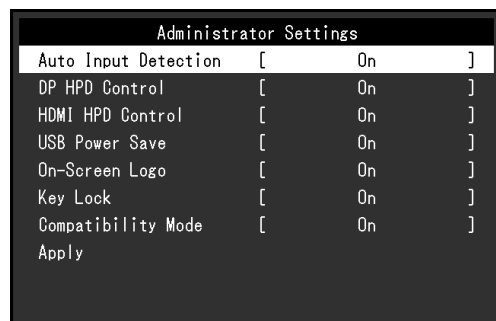 Administrator Settings
Auto Input Detection [ On ]
DP HPD Control [ On ]
HDMI HPD Control [ On ]
USB Power Save [ On ]
On-Screen Logo [ On ]
Key Lock [ On ]
Compatibility Mode [ On ]
Apply